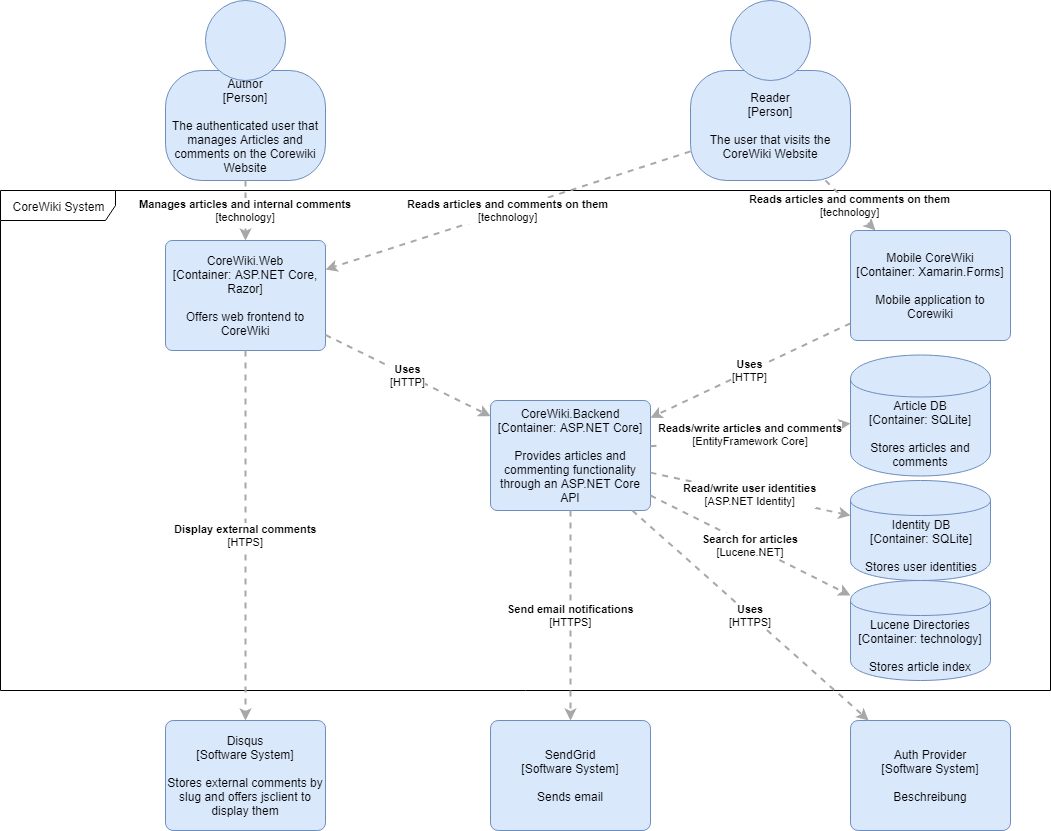 Author
[Person]
The authenticated user that
manages Articles and
comments on the Corewiki
Website
Reader
[Person]
The user that visits the
CoreWiki Website
CoreWiki System
Manages articles and internal comments
[technology]
Reads articles and comments on them
[technology]
Reads articles and comments on them
[technology]
CoreWiki.Web
[Container: ASP.NET Core,
Razor]
Offers web frontend to
CoreWiki
Mobile CoreWiki
[Container: Xamarin.Forms]
Mobile application to
Corewiki
Uses
[HTTP]
Uses
[HTTP]
CoreWiki.Backend
[Container: ASP.NET Core]
Provides articles and
commenting functionality
through an ASP.NET Core
API
Reads/write articles and comments
[EntityFramework Core]
Article DB
[Container: SQLite]
Stores articles and
comments
Read/write user identities
[ASP.NET Identity]
Identity DB
[Container: SQLite]
Stores user identities
Display external comments
[HTPS]
Search for articles
[Lucene.NET]
Lucene Directories
[Container: technology]
Stores article index
Send email notifications
[HTTPS]
Uses
[HTTPS]
Disqus
[Software System]
Stores external comments by
slug and offers jsclient to
display them
SendGrid
[Software System]
Sends email
Auth Provider
[Software System]
Beschreibung